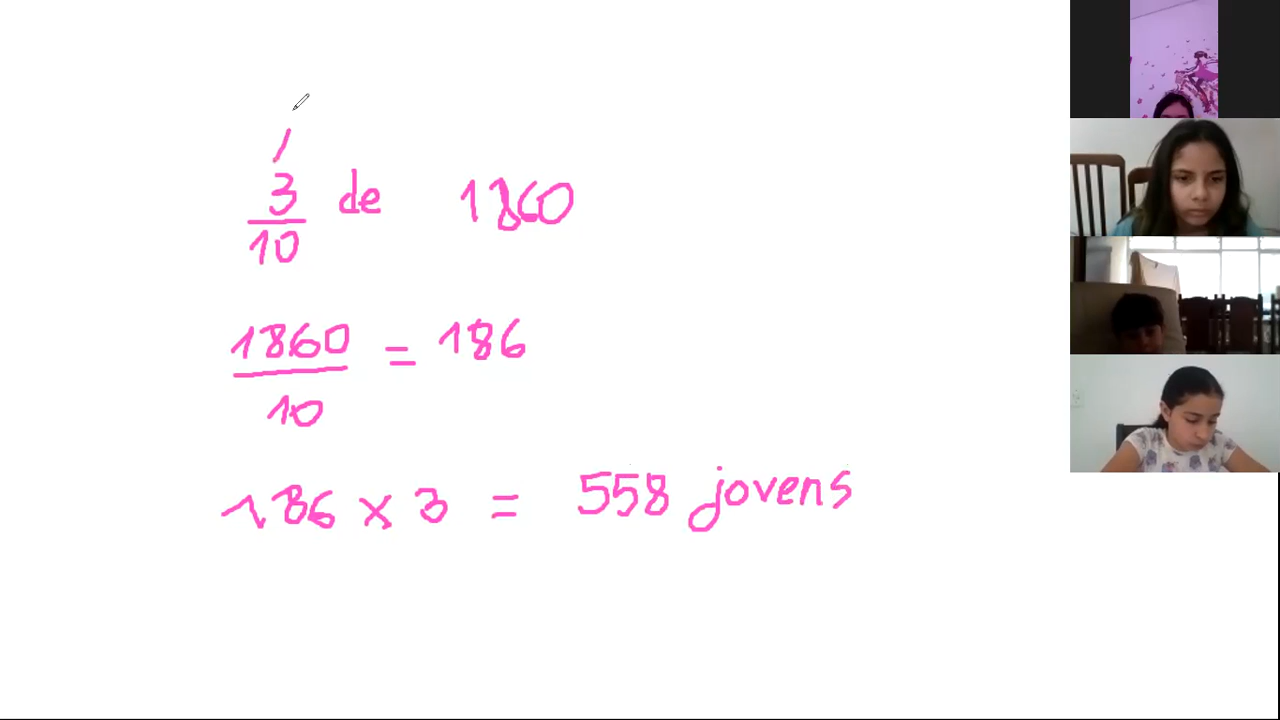 3/10 de 1860
1860/10 = 186
186 x 3 = 558 jovens